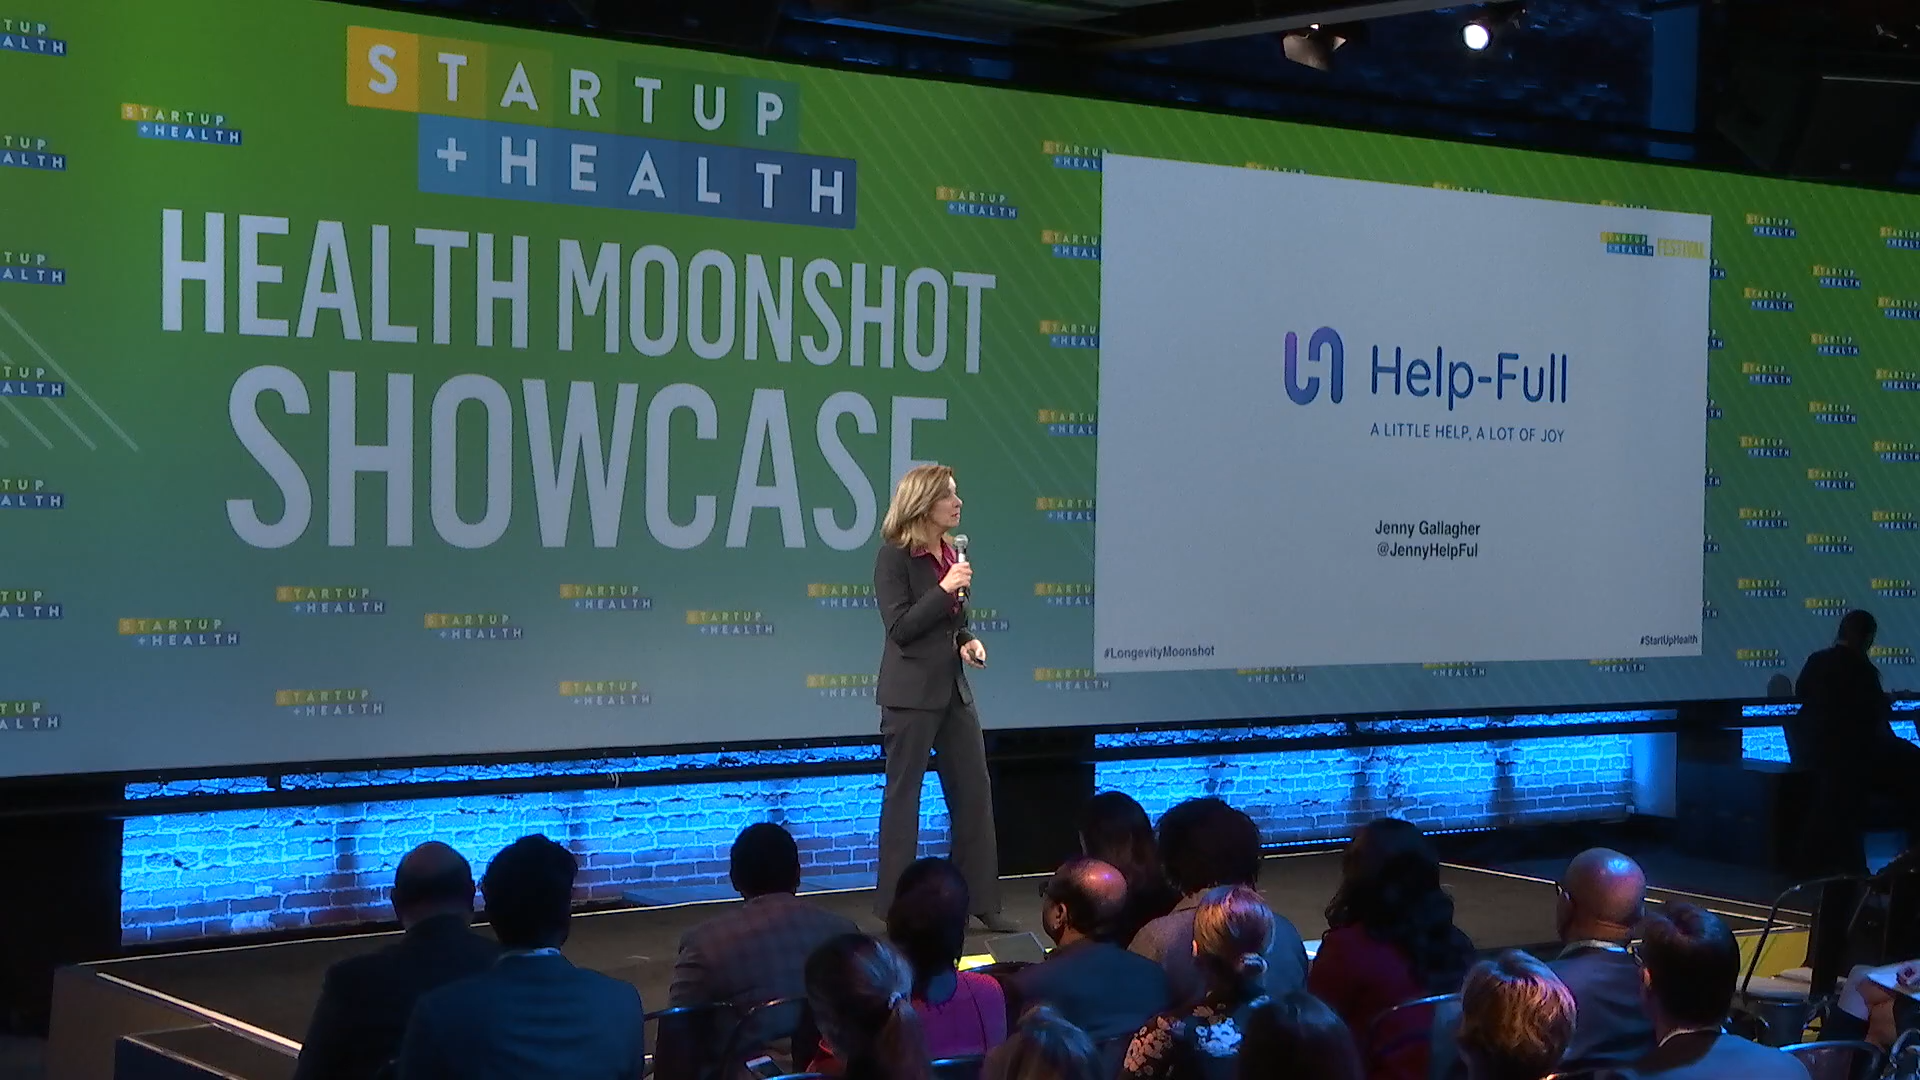 STARTUP
+HEALTH
HEALTH MOONSHOT
SHOWCASE
STARTUP
+HEALTH
FESTIVAL
Help-Full
A LITTLE HELP, A LOT OF JOY
Jenny Gallagher
@JennyHelpFul
#LongevityMoonshot
#StartUpHealth